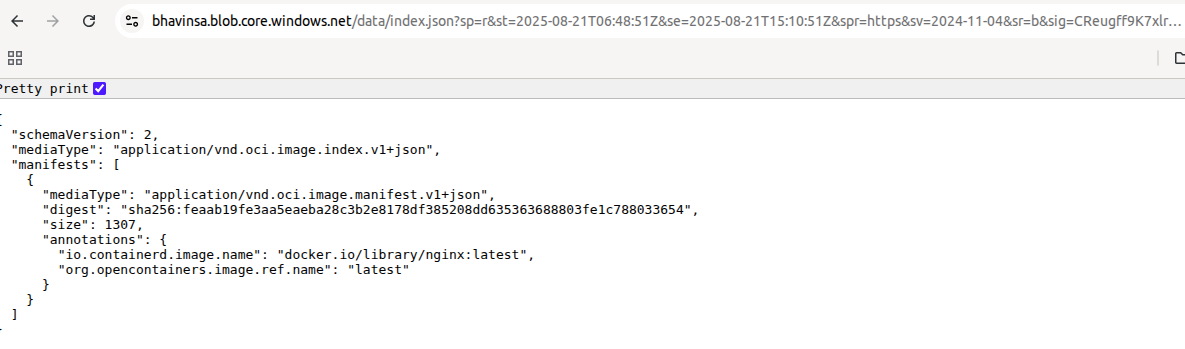 bhavinsa.blob.core.windows.net/data/index.json?sp=r&st=2025-08-21T06:48:51Z&se=2025-08-21T15:10:51Z&spr=https&sv=2024-11-04&sr=b&sig=CReugff9K7xlr...
Pretty print
{
"schemaVersion": 2,
"mediaType": "application/vnd.oci.image.index.v1+json",
"manifests": [
{
"mediaType": "application/vnd.oci.image.manifest.v1+json",
"digest": "sha256:feaab19fe3aa5eaeba28c3b2e8178df385208dd635363688803fe1c788033654",
"size": 1307,
"annotations": {
"io.containerd.image.name": "docker.io/library/nginx:latest",
"org.opencontainers.image.ref.name": "latest"
}
}
]